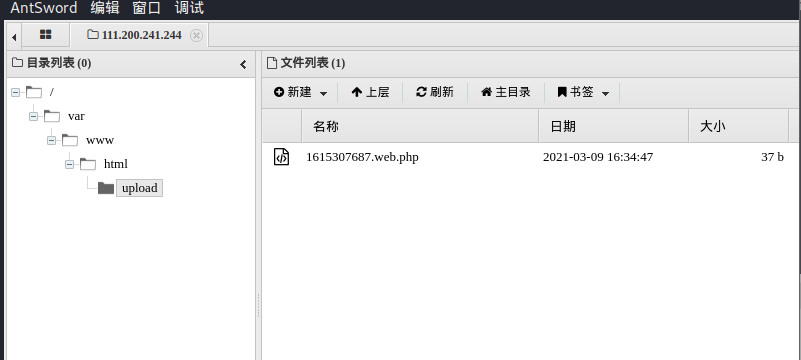 AntSword 编辑 窗口 调试
111.200.241.244
目录列表 (0)
文件列表 (1)
新建 上层 刷新 主目录 书签
名称 日期 大小
/
var
www
html
upload
1615307687.web.php 2021-03-09 16:34:47 37 b